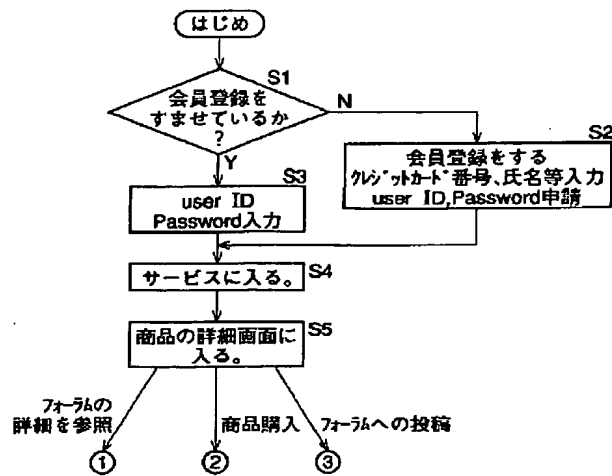 はじめ
S1
会員登録を
すませているか
?
N
Y
S2
会員登録をする
クレジットカード番号、氏名等入力
user ID,Password申請
S3
user ID
Password入力
サービスに入る。
S4
商品の詳細画面に
入る。
S5
フォーラムの
詳細を参照
商品購入
フォーラムへの投稿
①
②
③